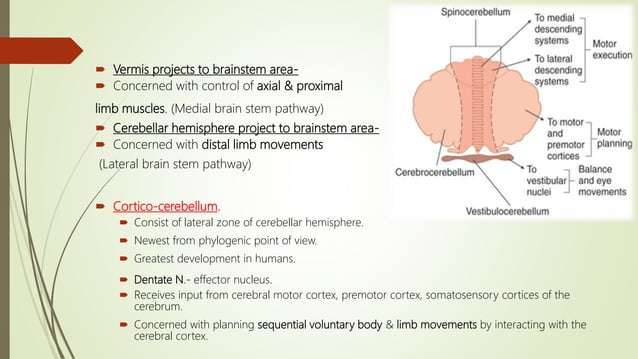 Vermis projects to brainstem area-
Concerned with control of axial & proximal
limb muscles. (Medial brain stem pathway)
Cerebellar hemisphere project to brainstem area-
Concerned with distal limb movements
(Lateral brain stem pathway)
Cortico-cerebellum.
Consist of lateral zone of cerebellar hemisphere.
Newest from phylogenic point of view.
Greatest development in humans.
Dentate N.- effector nucleus.
Receives input from cerebral motor cortex, premotor cortex, somatosensory cortices of the
cerebrum.
Concerned with planning sequential voluntary body & limb movements by interacting with the
cerebral cortex.
Spinocerebellum
To medial
descending
systems
To lateral
descending
systems
Motor
execution
To motor
and
premotor
cortices
Motor
planning
Cerebrocerebellum
To
vestibular
nuclei
Balance
and eye
movements
Vestibulocerebellum